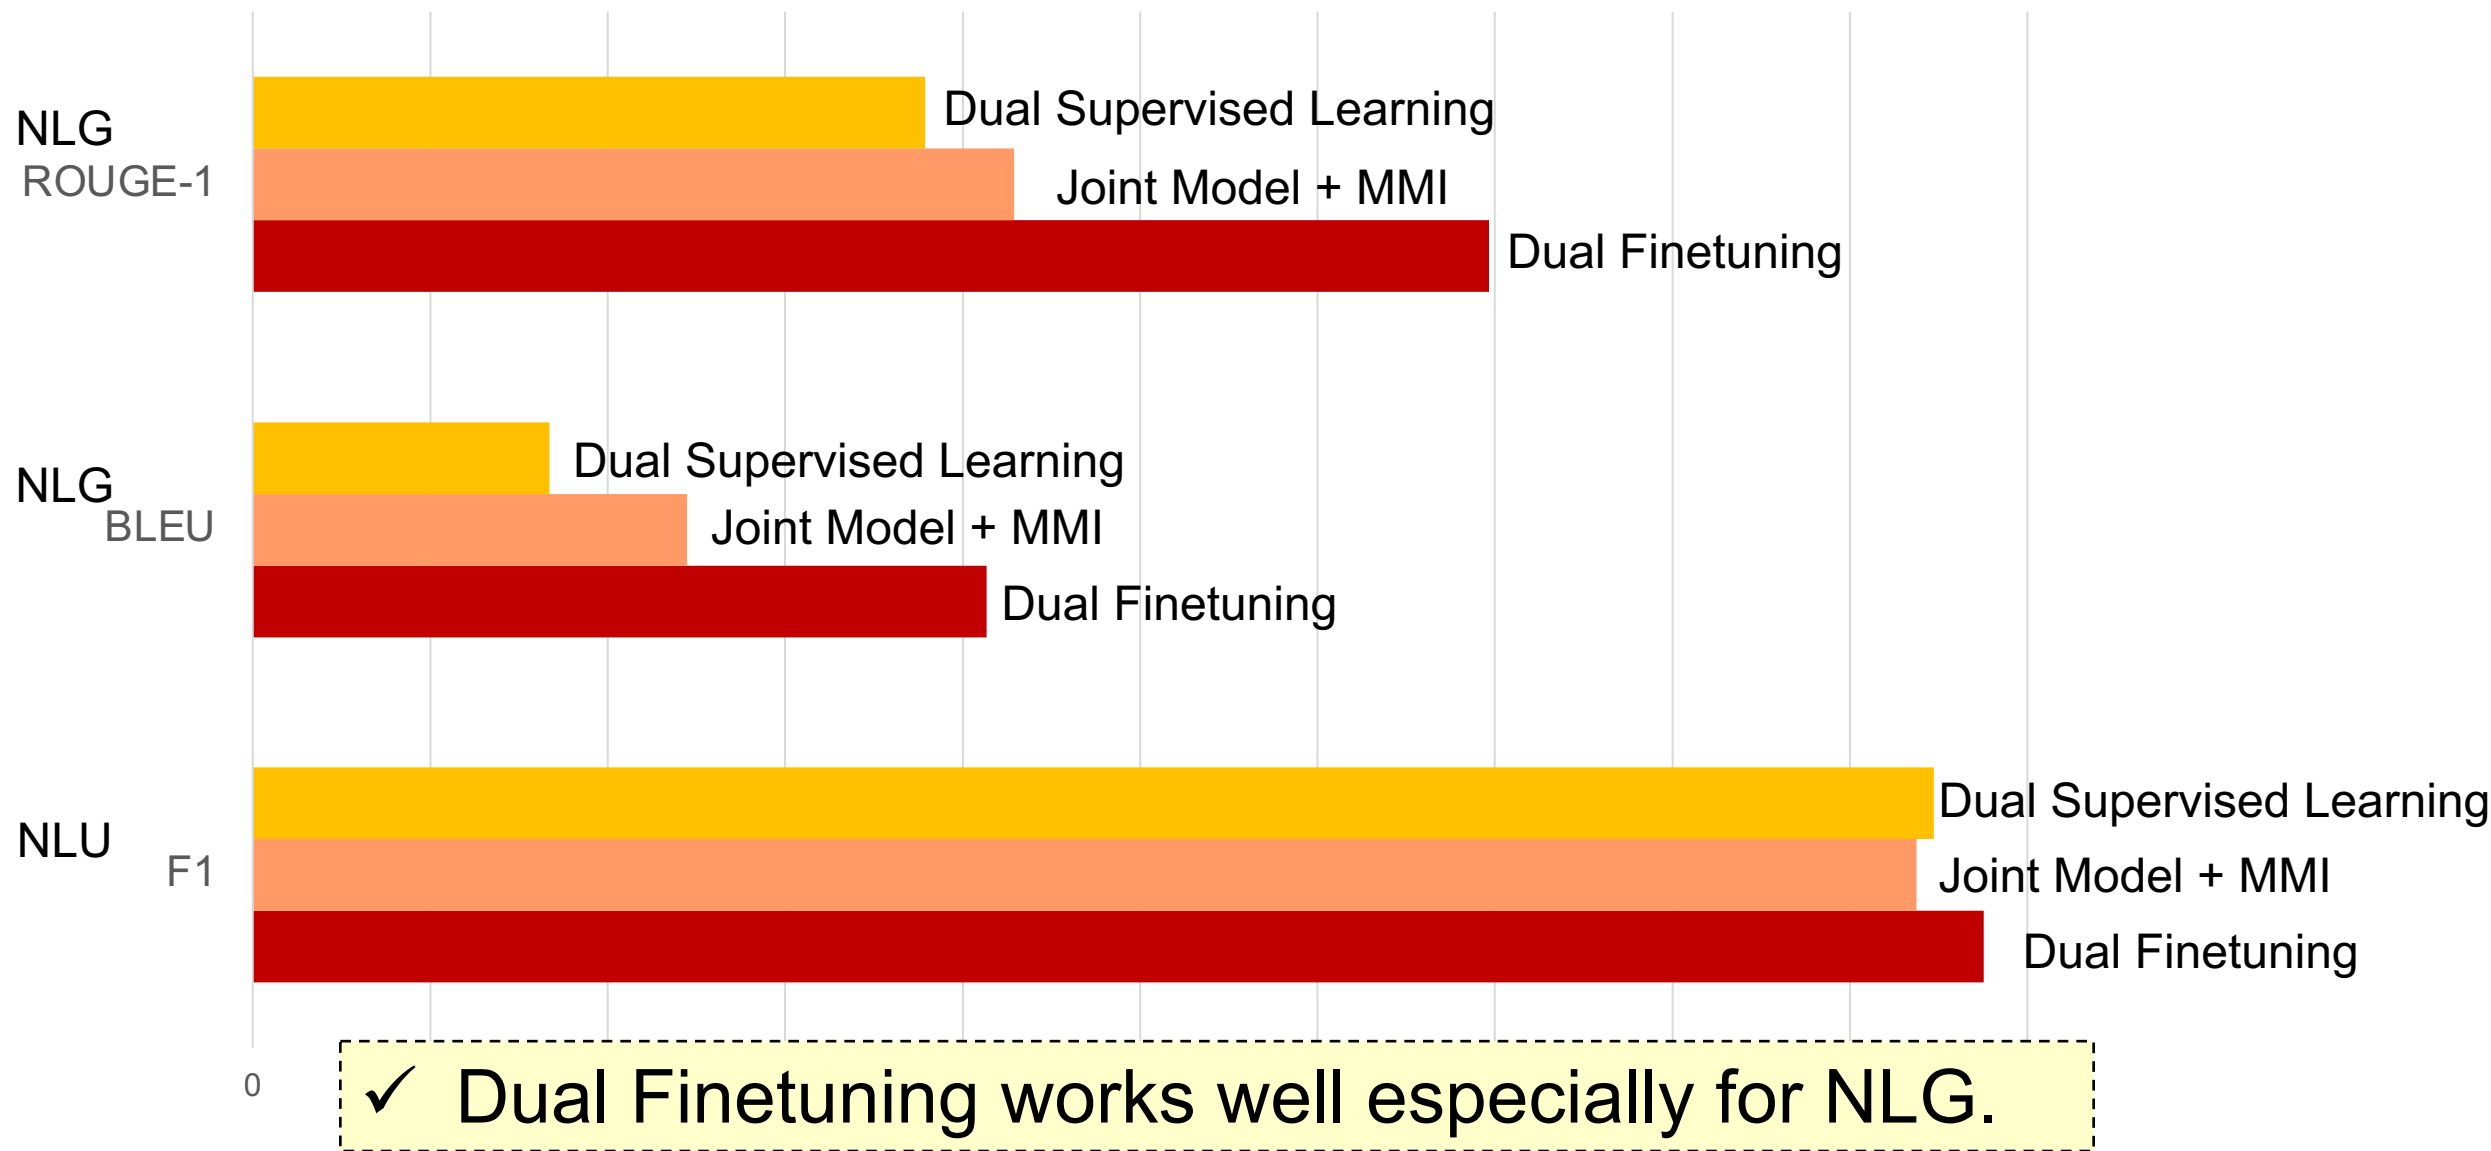 NLG
ROUGE-1
Dual Supervised Learning
Joint Model + MMI
Dual Finetuning
NLG
BLEU
Dual Supervised Learning
Joint Model + MMI
Dual Finetuning
NLU
F1
Dual Supervised Learning
Joint Model + MMI
Dual Finetuning
0
✓ Dual Finetuning works well especially for NLG.